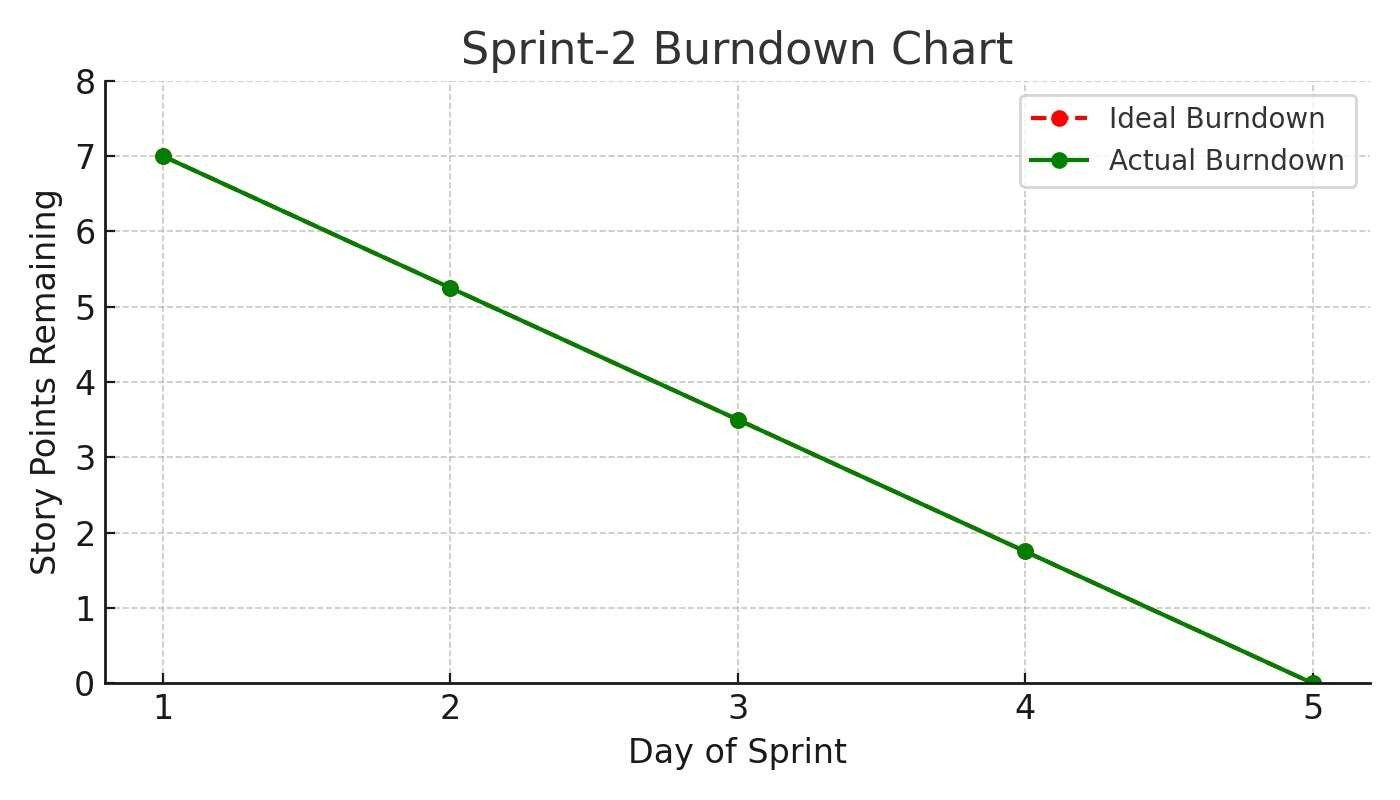 Sprint-2 Burndown Chart
8
7
6
5
4
3
2
1
0
Story Points Remaining
Ideal Burndown
Actual Burndown
1 2 3 4 5
Day of Sprint